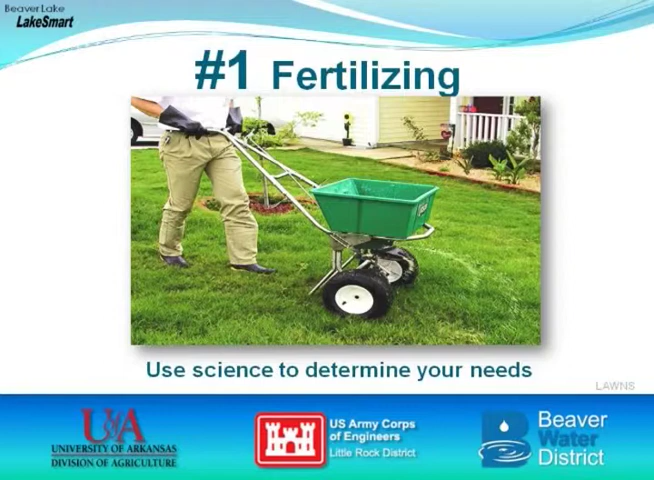 Beaver Lake
LakeSmart
#1 Fertilizing
Use science to determine your needs
LAWNS
U of A
UNIVERSITY OF ARKANSAS
DIVISION OF AGRICULTURE
US Army Corps
of Engineers
Little Rock District
Beaver
Water
District